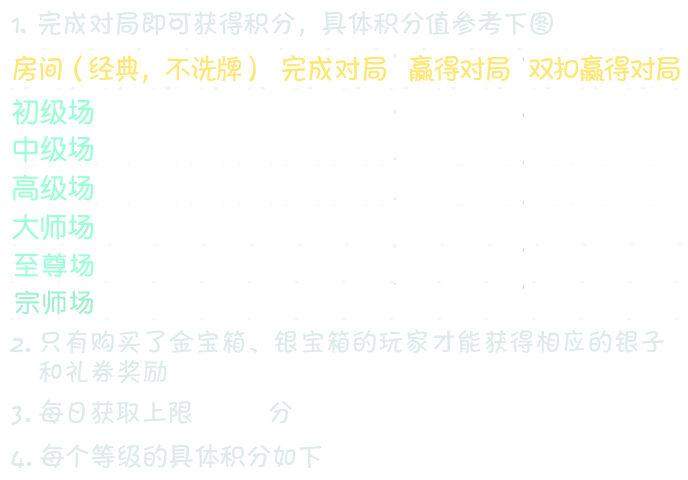 1. 完成对局即可获得积分，具体积分值参考下图
房间（经典，不洗牌） 完成对局 赢得对局 双扣赢得对局
初级场
中级场
高级场
大师场
至尊场
宗师场
2. 只有购买了金宝箱、银宝箱的玩家才能获得相应的银子
和礼券奖励
3. 每日获取上限 分
4. 每个等级的具体积分如下